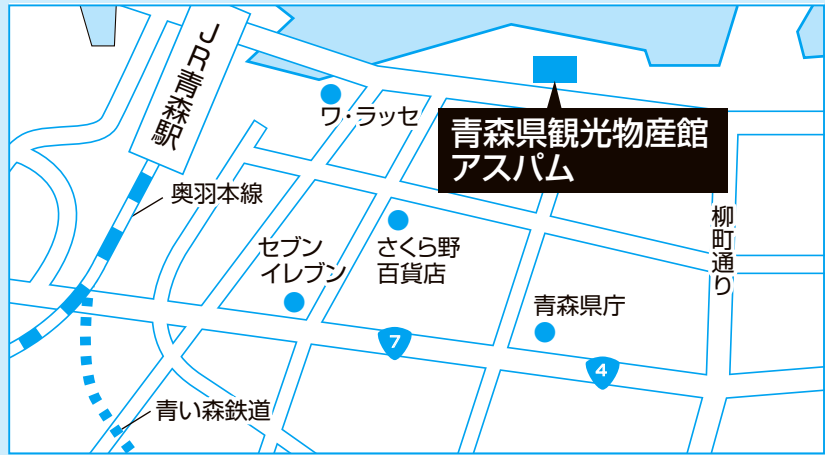 JR青森駅
ワ・ラッセ
青森県観光物産館
アスパム
奥羽本線
セブン
イレブン
さくら野
百貨店
柳町通り
青森県庁
7
4
青い森鉄道